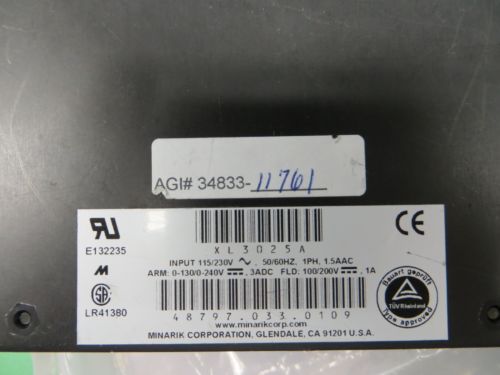 AGI# 34833-11761
E132235
LR41380
XL3025A
INPUT 115/230V ∿, 50/60HZ, 1PH, 1.5AAC
ARM: 0-130/0-240V ⎓, 3ADC FLD: 100/200V ⎓, 1A
48797.033.0109
www.minarikcorp.com
MINARIK CORPORATION, GLENDALE, CA 91201 U.S.A.
CE
Bauart geprüft
TÜV Rheinland
Type approved